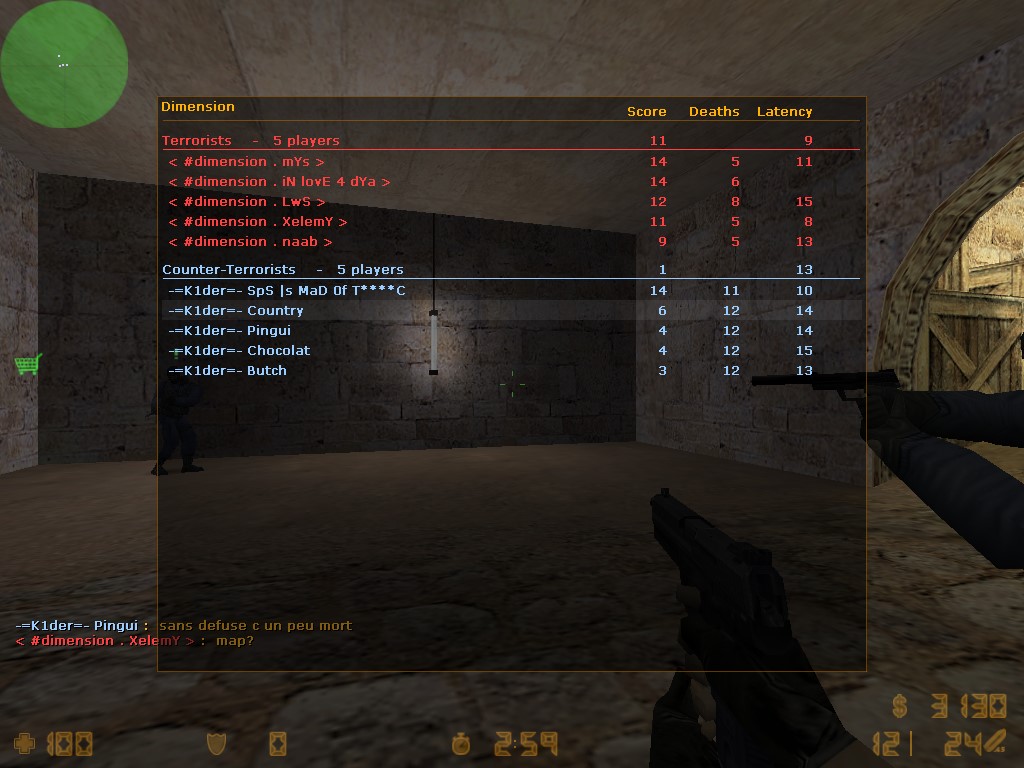 Dimension Score Deaths Latency
Terrorists - 5 players 11 9
< #dimension . mYs > 14 5 11
< #dimension . iN lovE 4 dYa > 14 6
< #dimension . LwS > 12 8 15
< #dimension . XelemY > 11 5 8
< #dimension . naab > 9 5 13
Counter-Terrorists - 5 players 1 13
-=K1der=- SpS |s MaD 0f T****C 14 11 10
-=K1der=- Country 6 12 14
-=K1der=- Pingui 4 12 14
-=K1der=- Chocolat 4 12 15
-=K1der=- Butch 3 12 13
-=K1der=- Pingui : sans defuse c un peu mort
< #dimension . XelemY > : map?
$ 3130
100 0 2:59 12| 24